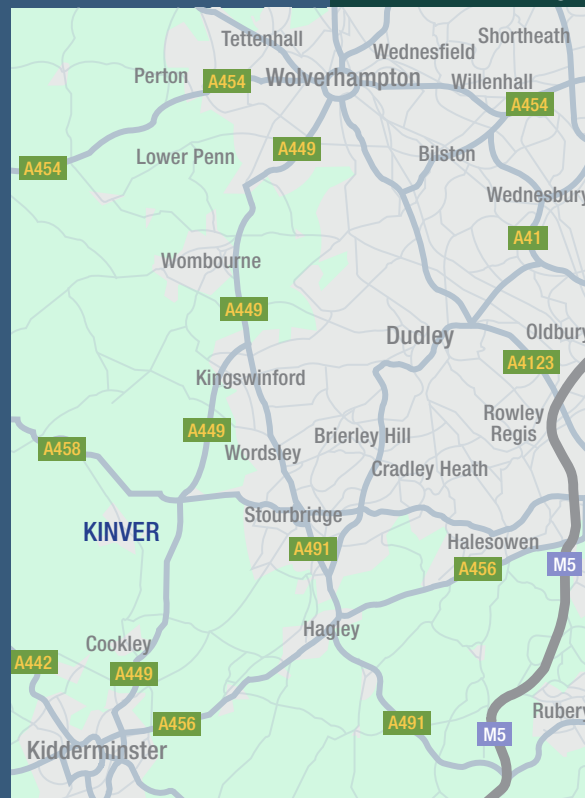 Shortheath
Tettenhall
Wednesfield
Perton
A454
Wolverhampton
Willenhall
A454
A449
Lower Penn
Bilston
A454
Wednesbury
A41
Wombourne
A449
Dudley
Oldbury
A4123
Kingswinford
Rowley
Regis
A449
Brierley Hill
A458
Wordsley
Cradley Heath
Stourbridge
KINVER
Halesowen
A491
M5
A456
Hagley
Cookley
A442
A449
Rubery
A456
A491
M5
Kidderminster